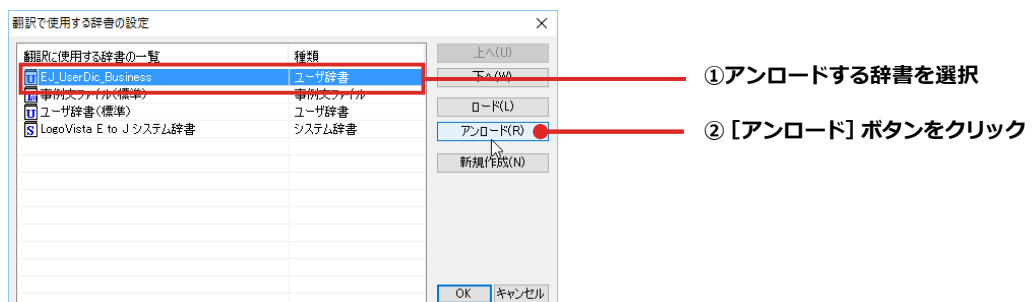 翻訳で使用する辞書の設定
翻訳に使用する辞書の一覧 種類
EJ_UserDic_Business ユーザ辞書
事例文ファイル(標準) 事例文ファイル
ユーザ辞書(標準) ユーザ辞書
LogoVista E to J システム辞書 システム辞書
上へ(U)
下へ(W)
ロード(L)
アンロード(R)
新規作成(N)
OK キャンセル
①アンロードする辞書を選択
②[アンロード]ボタンをクリック